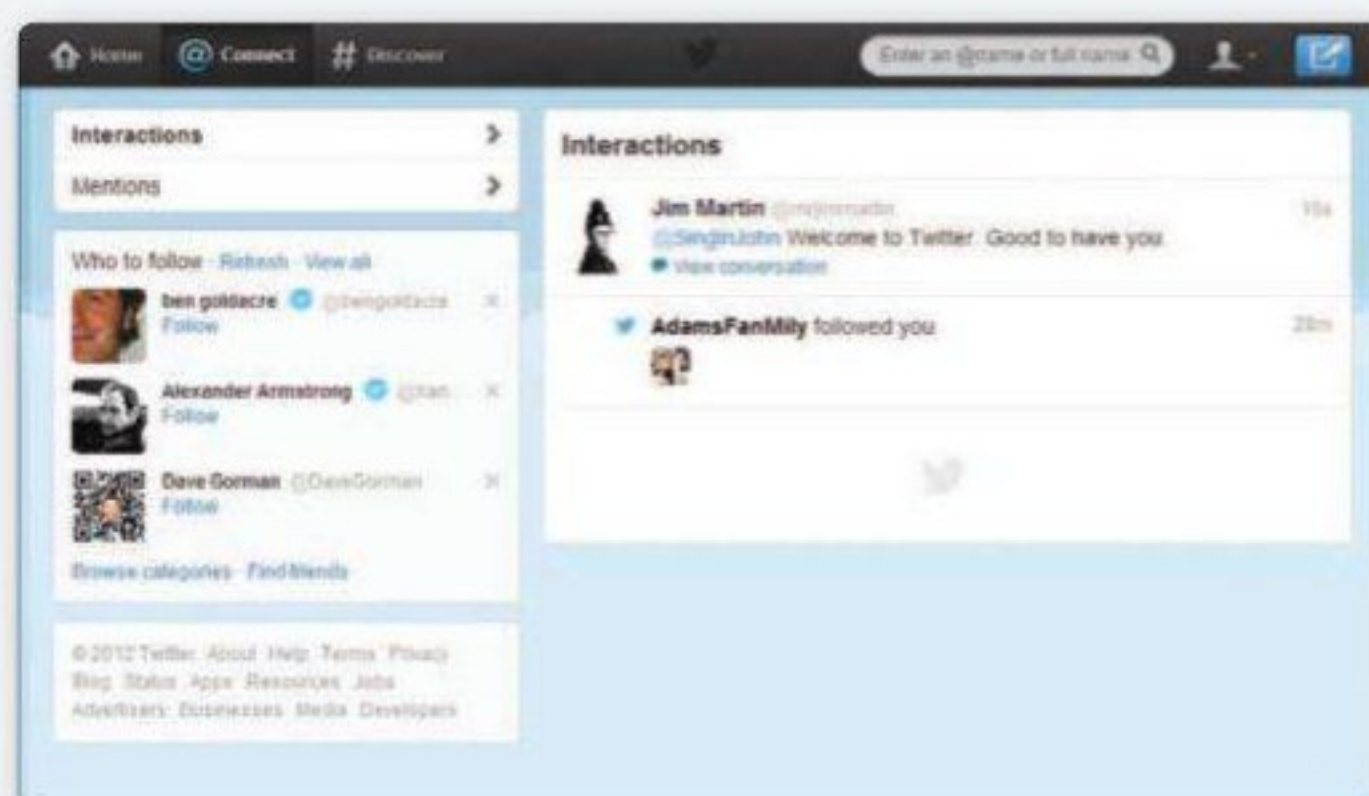 Home Connect Discover
Enter an @name or full name
Interactions
Mentions
Who to follow · Refresh · View all
ben goldacre @bengoldacre
Follow
Alexander Armstrong @Xan...
Follow
Dave Gorman @DaveGorman
Follow
Browse categories · Find friends
© 2012 Twitter About Help Terms Privacy
Blog Status Apps Resources Jobs
Advertisers Businesses Media Developers
Interactions
Jim Martin
@SinginJohn Welcome to Twitter. Good to have you.
View conversation
AdamsFanMily followed you
28m